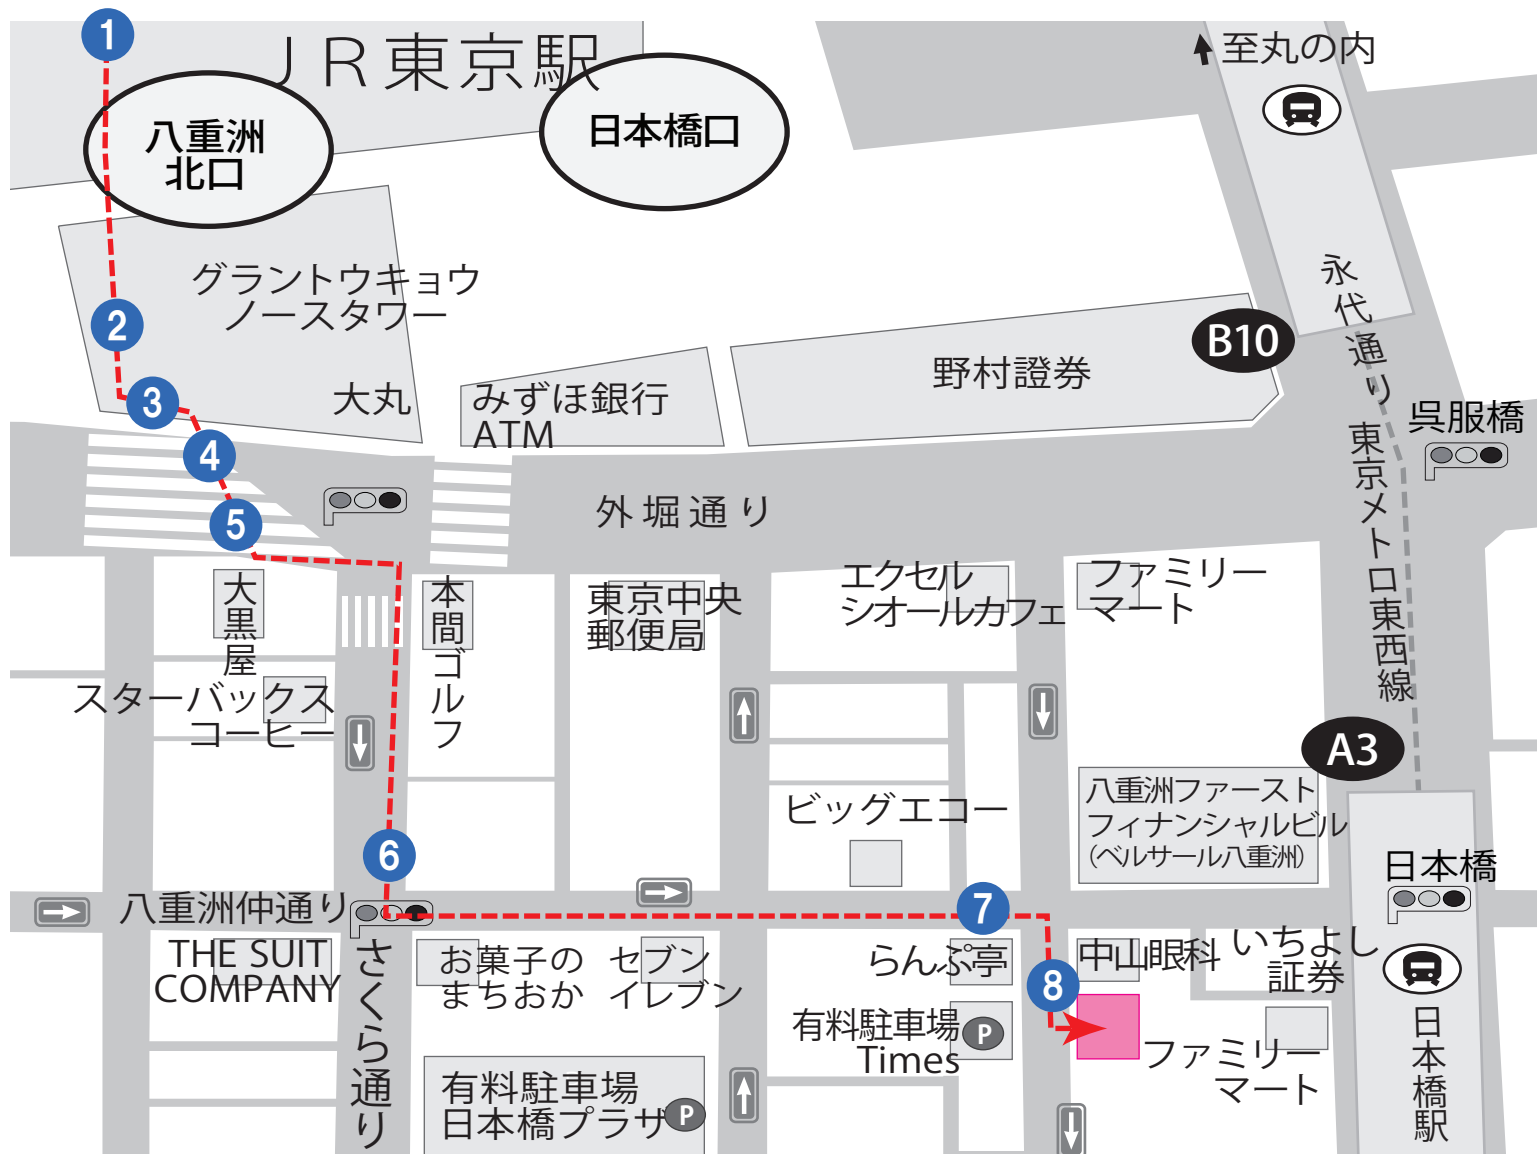 1
ＪＲ東京駅
至丸の内
八重洲
北口
日本橋口
グラントウキョウ
ノースタワー
2
永代通り
B10
野村證券
大丸
みずほ銀行
ATM
3
呉服橋
4
東京メトロ東西線
外堀通り
5
大黒屋
本間ゴルフ
東京中央
郵便局
エクセル
シオールカフェ
ファミリー
マート
スターバックス
コーヒー
A3
八重洲ファースト
フィナンシャルビル
(ベルサール八重洲)
ビッグエコー
6
日本橋
八重洲仲通り
7
THE SUIT
COMPANY
さくら通り
お菓子の
まちおか
セブン
イレブン
らんぷ亭
中山眼科
いちよし
証券
8
有料駐車場
Times
P
ファミリー
マート
日本橋駅
有料駐車場
日本橋プラザ
P